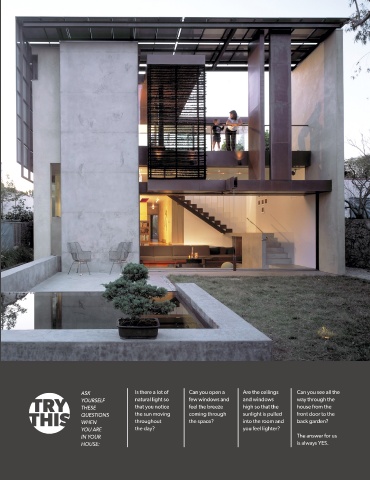 TRY
THIS
ASK
YOURSELF
THESE
QUESTIONS
WHEN
YOU ARE
IN YOUR
HOUSE:
Is there a lot of
natural light so
that you notice
the sun moving
throughout
the day?
Can you open a
few windows and
feel the breeze
coming through
the space?
Are the ceilings
and windows
high so that the
sunlight is pulled
into the room and
you feel lighter?
Can you see all the
way through the
house from the
front door to the
back garden?
The answer for us
is always YES.